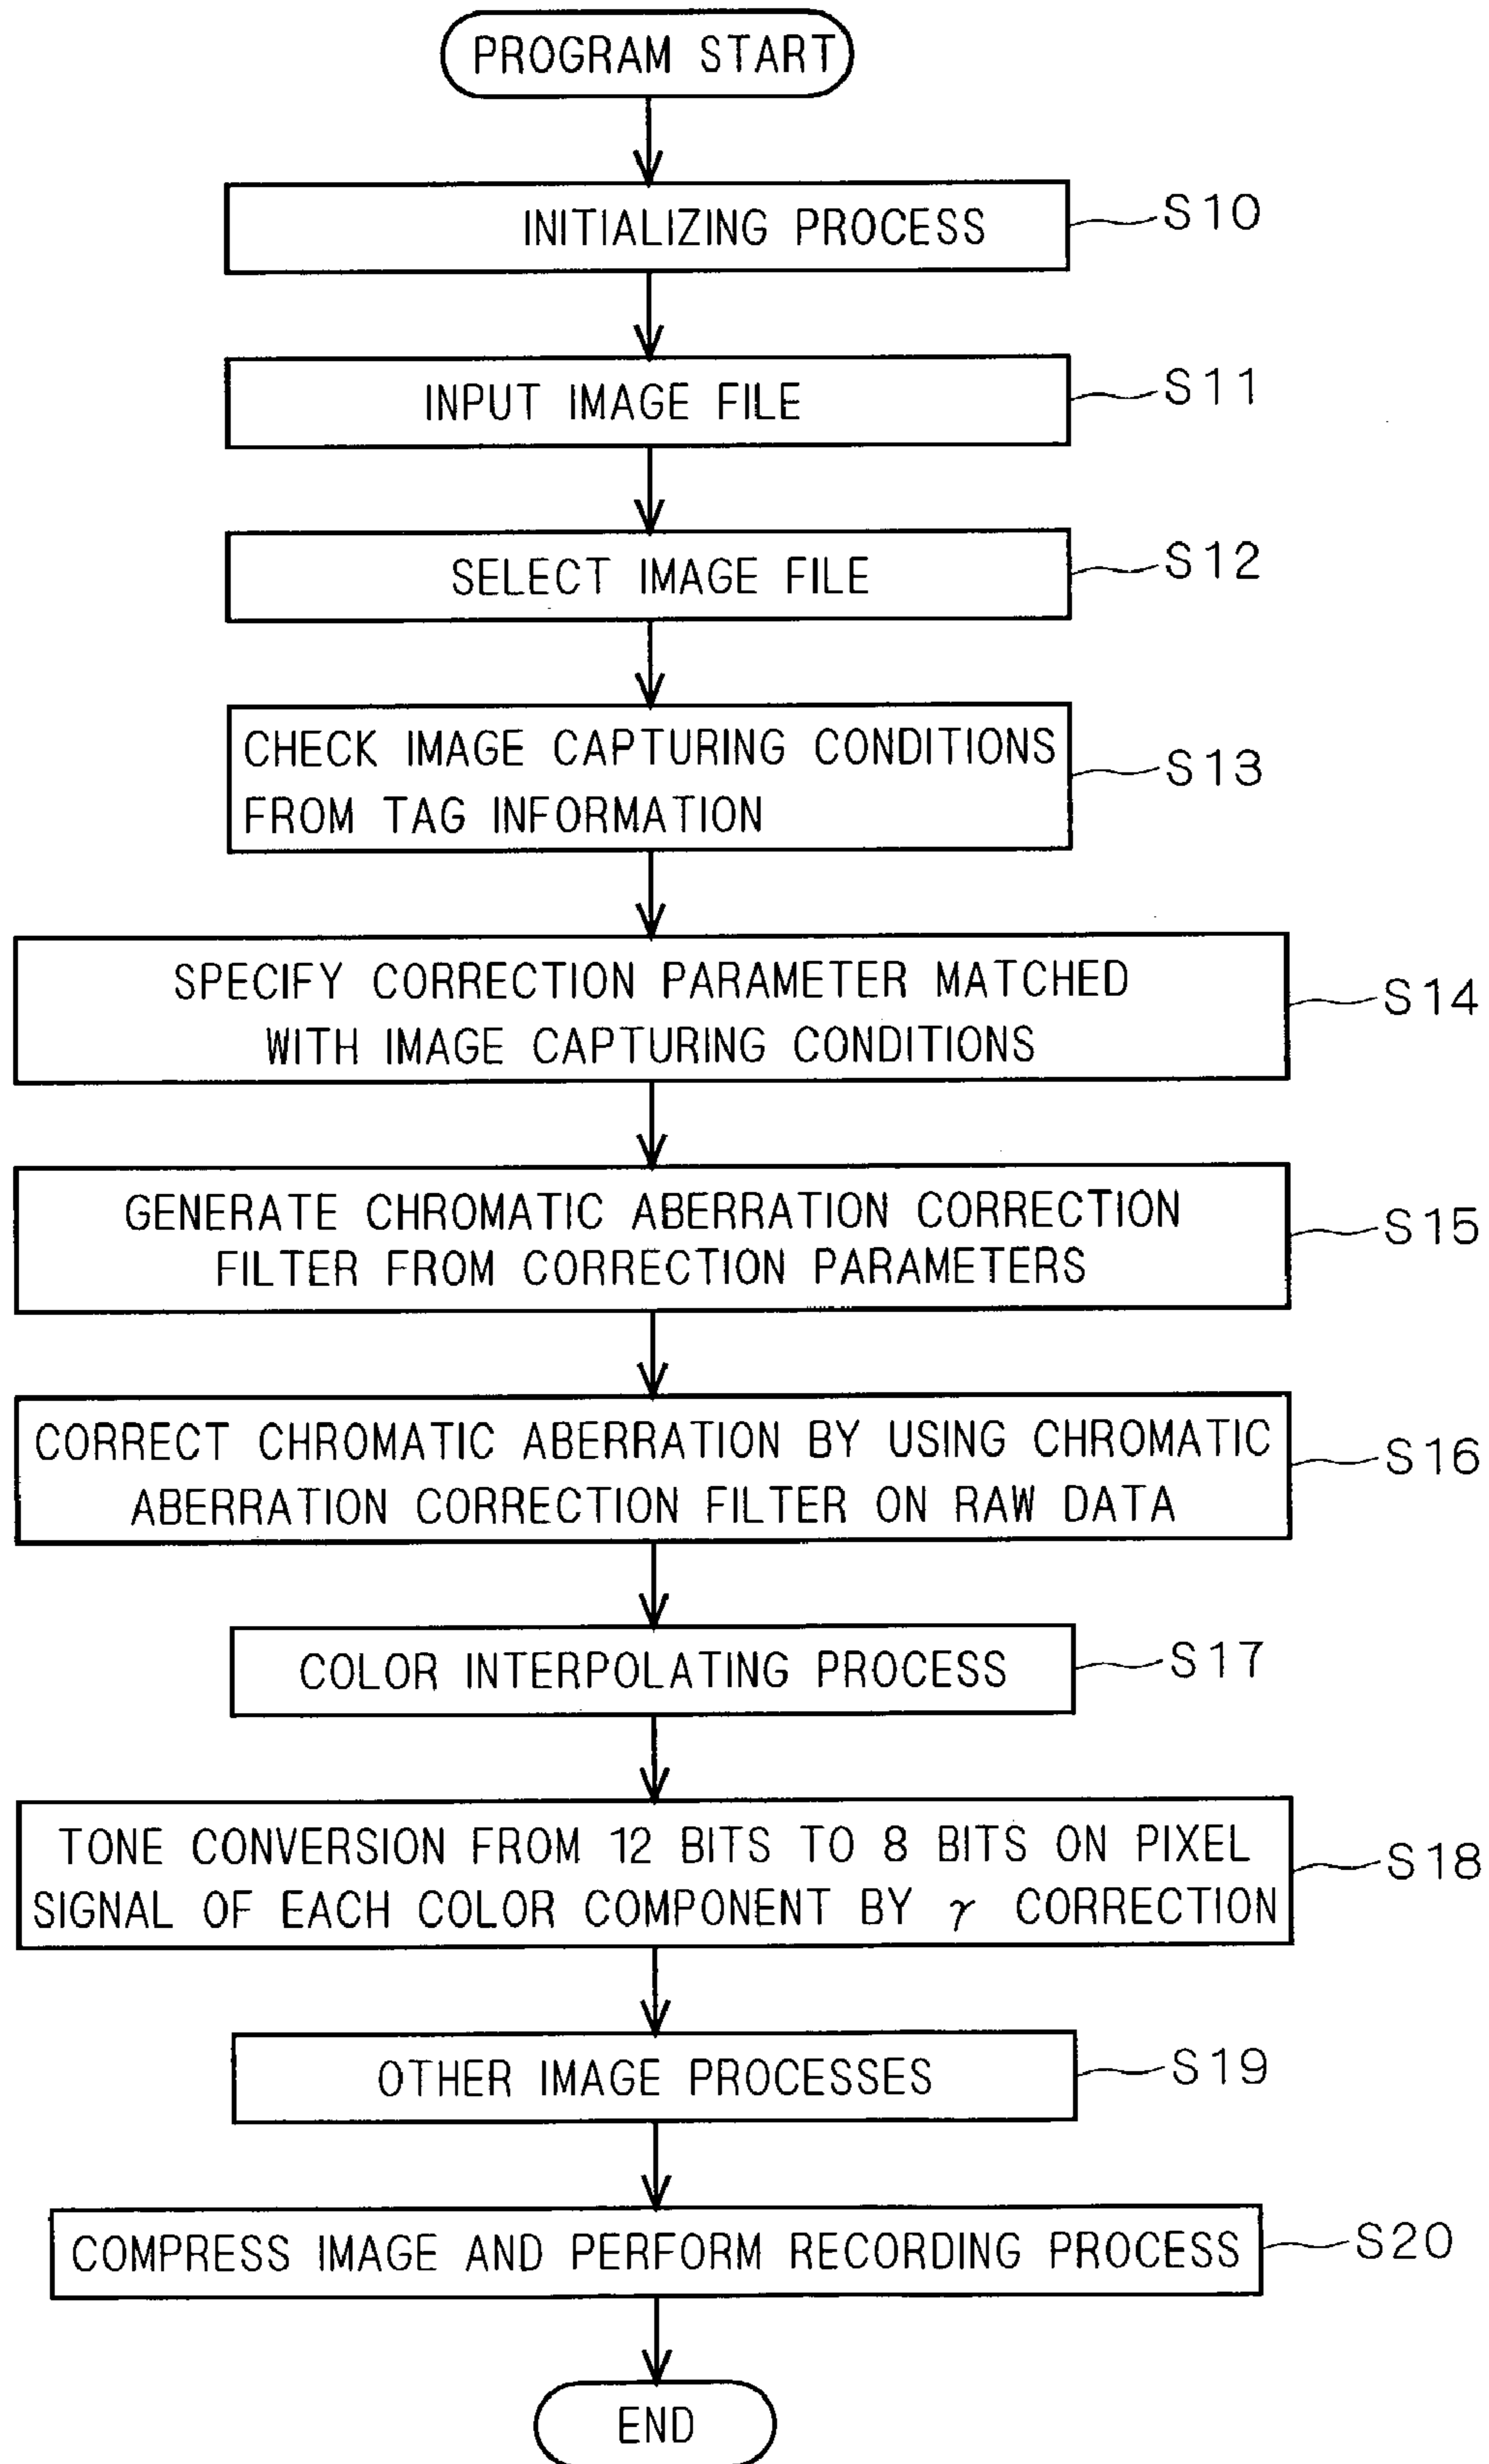 PROGRAM START
INITIALIZING PROCESS
S10
INPUT IMAGE FILE
S11
SELECT IMAGE FILE
S12
CHECK IMAGE CAPTURING CONDITIONS
FROM TAG INFORMATION
S13
SPECIFY CORRECTION PARAMETER MATCHED
WITH IMAGE CAPTURING CONDITIONS
S14
GENERATE CHROMATIC ABERRATION CORRECTION
FILTER FROM CORRECTION PARAMETERS
S15
CORRECT CHROMATIC ABERRATION BY USING CHROMATIC
ABERRATION CORRECTION FILTER ON RAW DATA
S16
COLOR INTERPOLATING PROCESS
S17
TONE CONVERSION FROM 12 BITS TO 8 BITS ON PIXEL
SIGNAL OF EACH COLOR COMPONENT BY γ CORRECTION
S18
OTHER IMAGE PROCESSES
S19
COMPRESS IMAGE AND PERFORM RECORDING PROCESS
S20
END